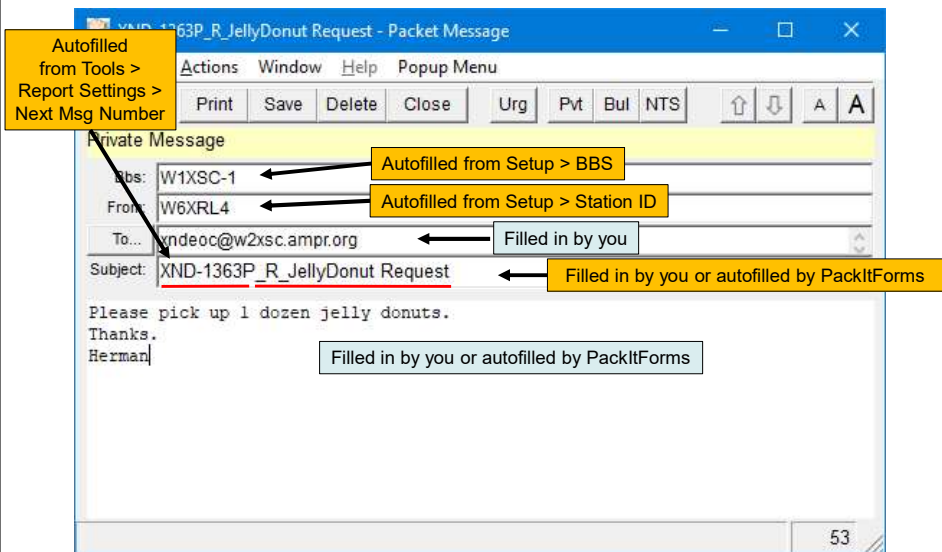 XND-1363P_R_JellyDonut Request - Packet Message
Autofilled
from Tools >
Report Settings >
Next Msg Number
Actions Window Help Popup Menu
Print Save Delete Close Urg Pvt Bul NTS A A
Private Message
Bbs: W1XSC-1
Autofilled from Setup > BBS
From: W6XRL4
Autofilled from Setup > Station ID
To... xndeoc@w2xsc.ampr.org
Filled in by you
Subject: XND-1363P_R_JellyDonut Request
Filled in by you or autofilled by PackItForms
Please pick up 1 dozen jelly donuts.
Thanks.
Herman
Filled in by you or autofilled by PackItForms
53